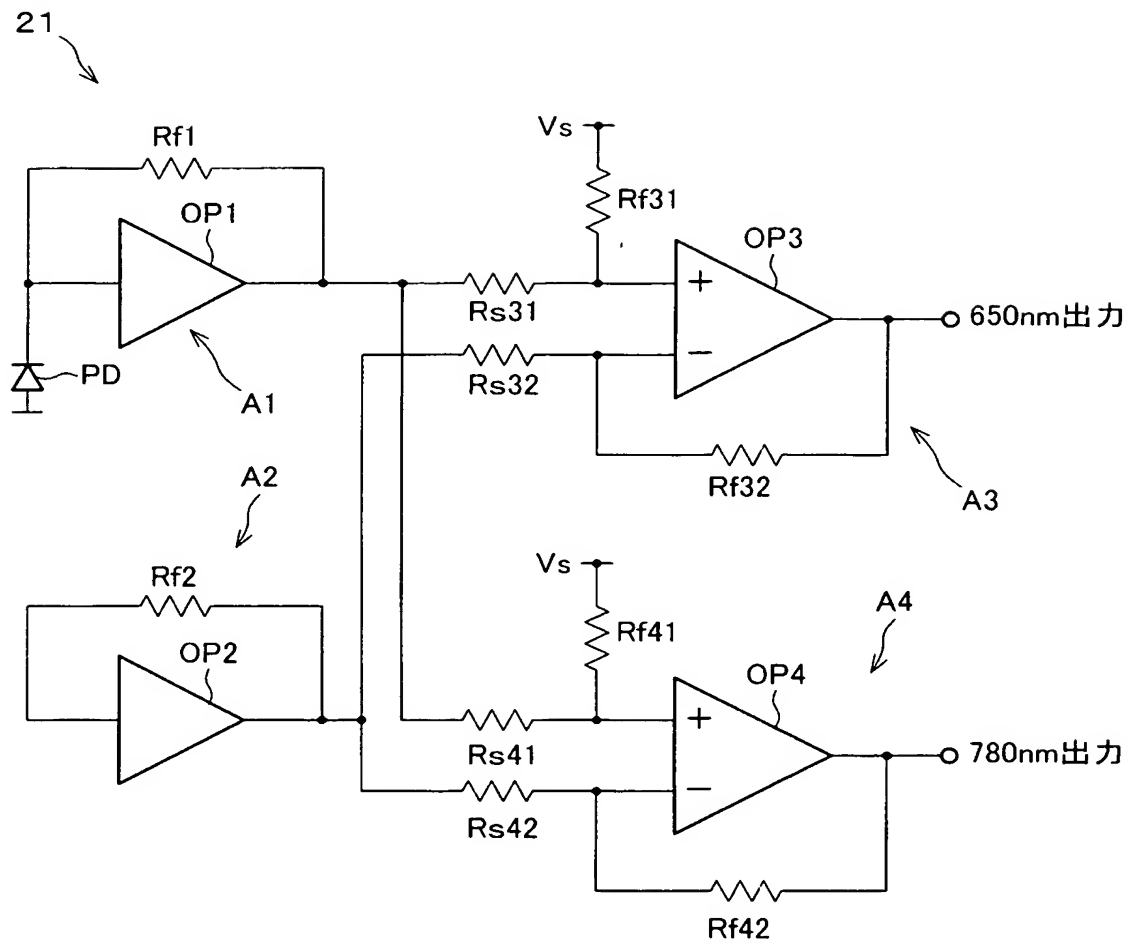 21
Rf1
OP1
PD
A1
Vs
Rf31
OP3
Rs31
+
650nm出力
Rs32
−
Rf32
A3
A2
Rf2
OP2
Vs
Rf41
A4
OP4
Rs41
+
780nm出力
Rs42
−
Rf42